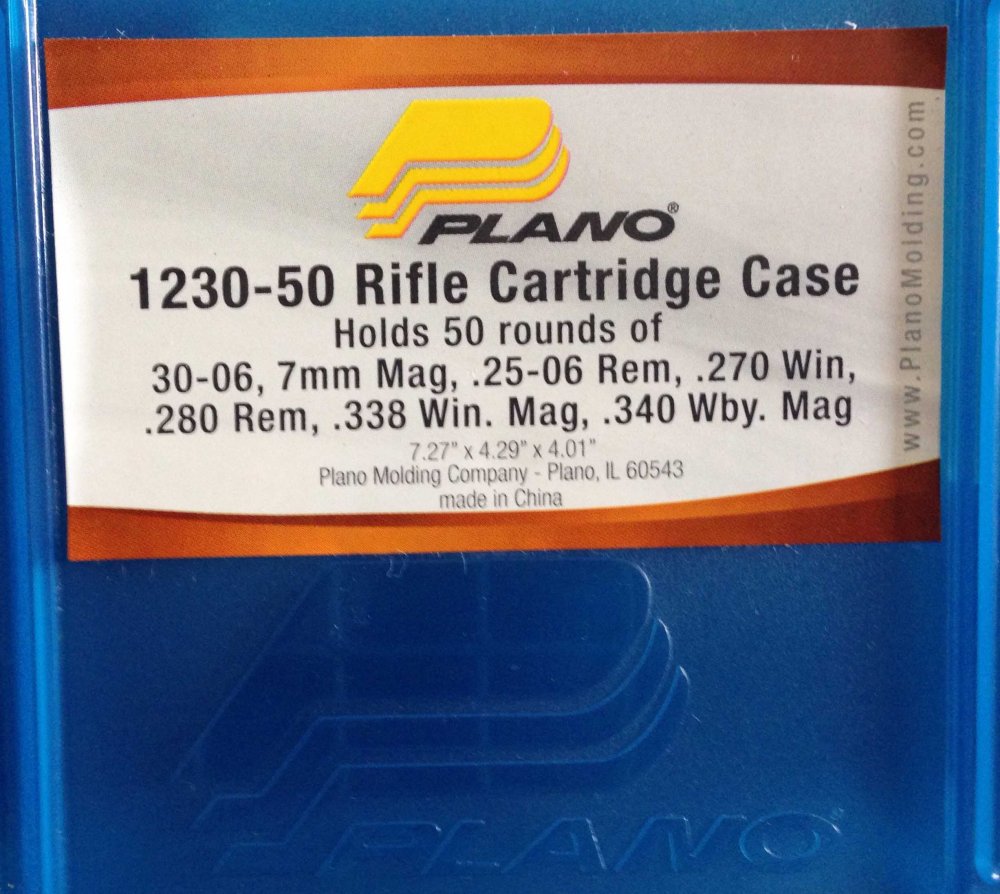 PLANO®
1230-50 Rifle Cartridge Case
Holds 50 rounds of
30-06, 7mm Mag, .25-06 Rem, .270 Win,
.280 Rem, .338 Win. Mag, .340 Wby. Mag
7.27" x 4.29" x 4.01"
Plano Molding Company - Plano, IL 60543
made in China
www.PlanoMolding.com
PLANO